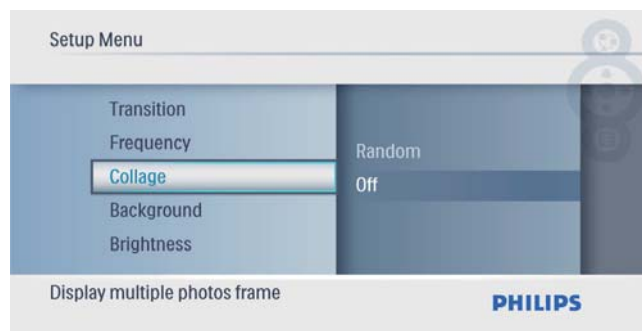 Setup Menu
Transition
Frequency
Collage
Background
Brightness
Random
Off
Display multiple photos frame
PHILIPS